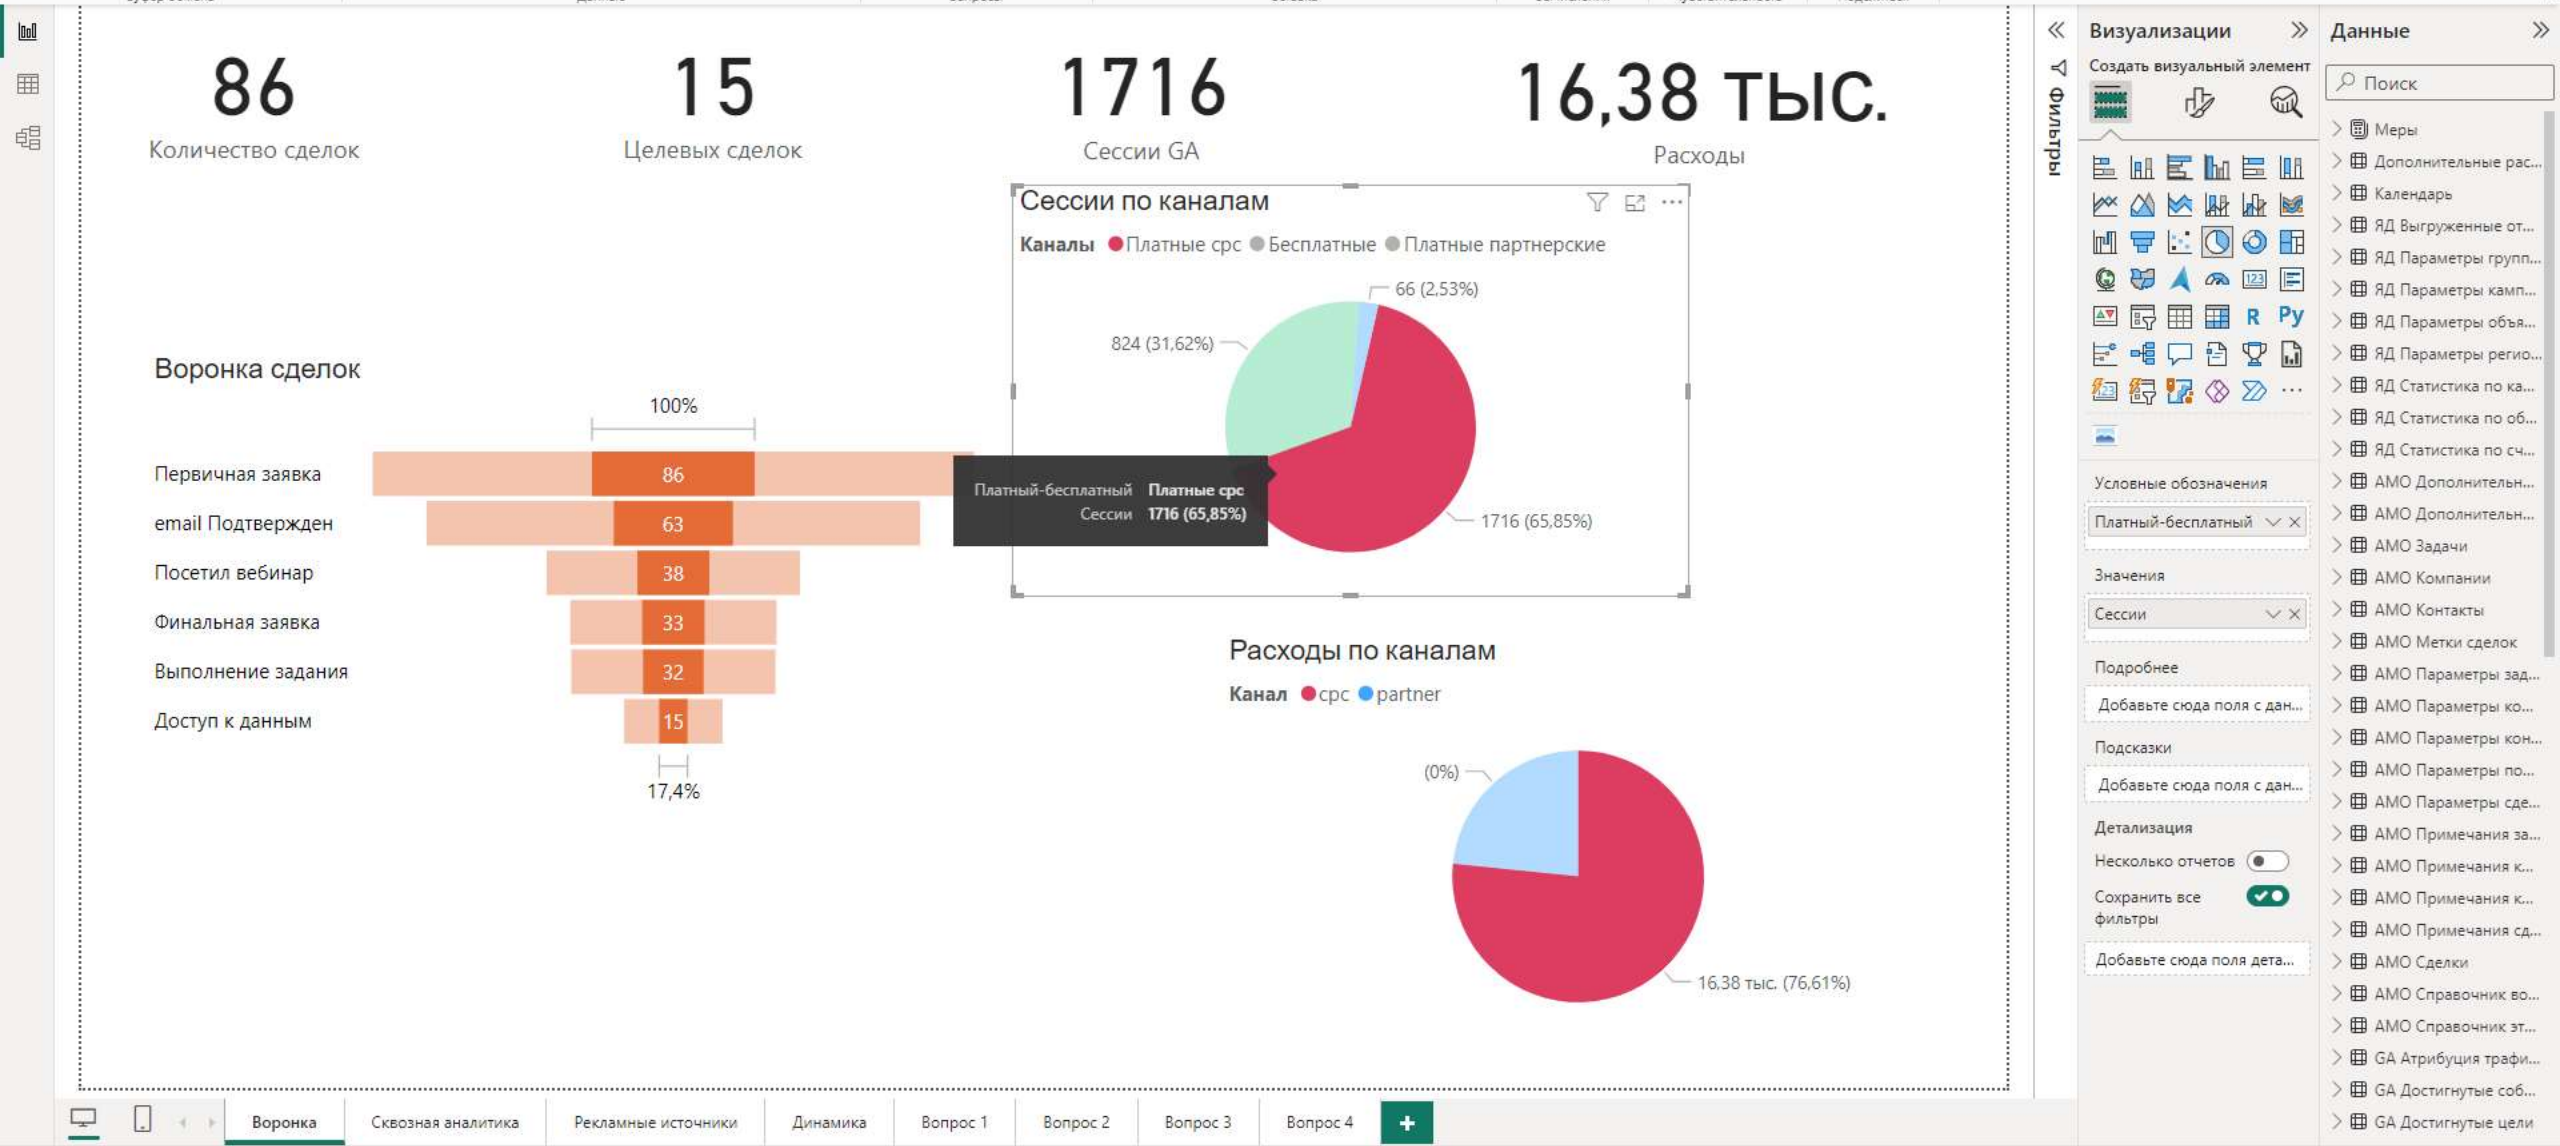 86
Количество сделок
15
Целевых сделок
1716
Сессии GA
16,38 тыс.
Расходы
Сессии по каналам
Каналы Платные cpc Бесплатные Платные партнерские
66 (2,53%)
824 (31,62%)
1716 (65,85%)
Платный-бесплатный Платные cpc
Сессии 1716 (65,85%)
Воронка сделок
100%
Первичная заявка 86
email Подтвержден 63
Посетил вебинар 38
Финальная заявка 33
Выполнение задания 32
Доступ к данным 15
17,4%
Расходы по каналам
Канал cpc partner
(0%)
16,38 тыс. (76,61%)
Воронка
Сквозная аналитика
Рекламные источники
Динамика
Вопрос 1
Вопрос 2
Вопрос 3
Вопрос 4
Фильтры
Визуализации
Создать визуальный элемент
123
R Py
123
Условные обозначения
Платный-бесплатный
Значения
Сессии
Подробнее
Добавьте сюда поля с дан...
Подсказки
Добавьте сюда поля с дан...
Детализация
Несколько отчетов
Сохранить все
фильтры
Добавьте сюда поля дета...
Данные
Поиск
Меры
Дополнительные рас...
Календарь
ЯД Выгруженные от...
ЯД Параметры групп...
ЯД Параметры камп...
ЯД Параметры объя...
ЯД Параметры регио...
ЯД Статистика по ка...
ЯД Статистика по об...
ЯД Статистика по сч...
АМО Дополнительн...
АМО Дополнительн...
АМО Задачи
АМО Компании
АМО Контакты
АМО Метки сделок
АМО Параметры зад...
АМО Параметры ко...
АМО Параметры кон...
АМО Параметры по...
АМО Параметры сде...
АМО Примечания за...
АМО Примечания к...
АМО Примечания к...
АМО Примечания сд...
АМО Сделки
АМО Справочник во...
АМО Справочник эт...
GA Атрибуция трафи...
GA Достигнутые соб...
GA Достигнутые цели